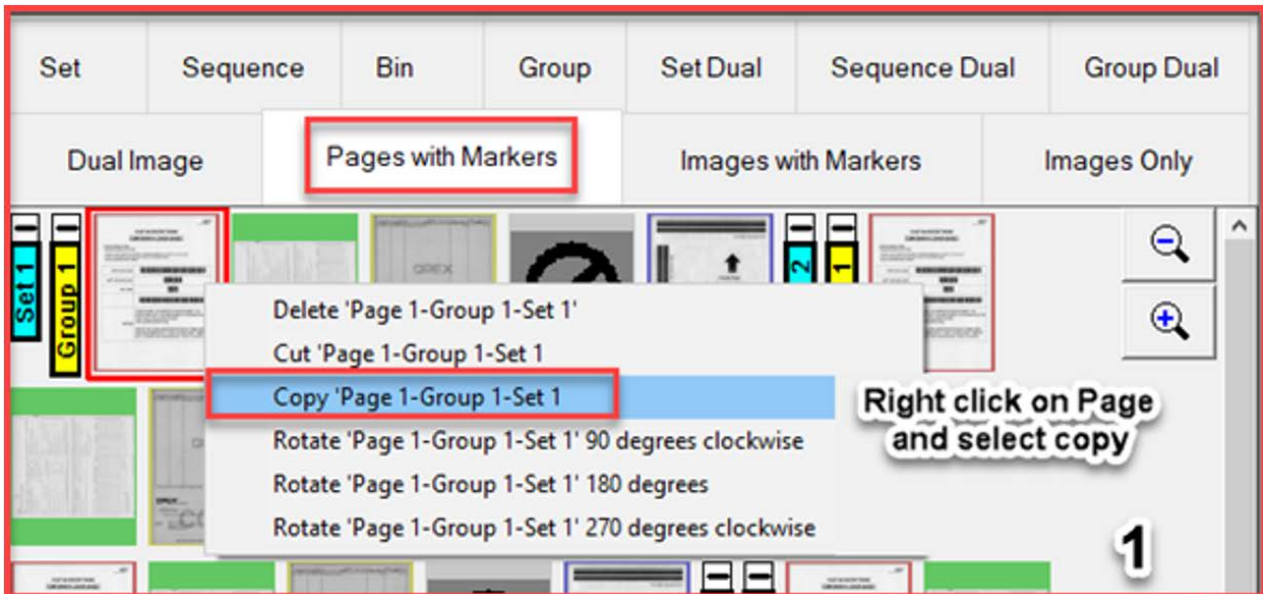 Set Sequence Bin Group Set Dual Sequence Dual Group Dual
Dual Image Pages with Markers Images with Markers Images Only
Set 1
Group 1
OPEX
2
1
Delete 'Page 1-Group 1-Set 1'
Cut 'Page 1-Group 1-Set 1
Copy 'Page 1-Group 1-Set 1
Rotate 'Page 1-Group 1-Set 1' 90 degrees clockwise
Rotate 'Page 1-Group 1-Set 1' 180 degrees
Rotate 'Page 1-Group 1-Set 1' 270 degrees clockwise
Right click on Page
and select copy
1